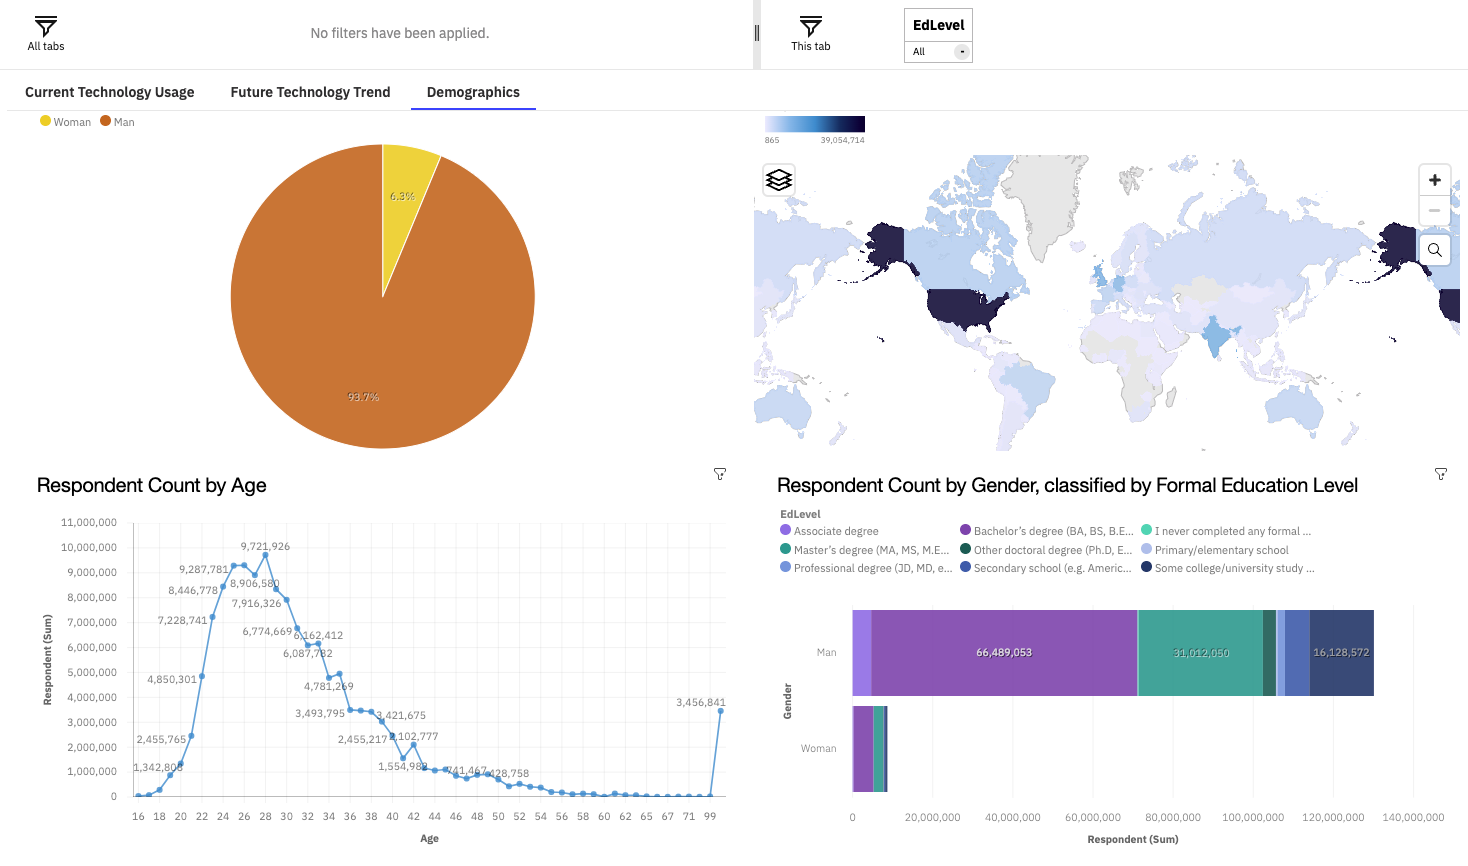 All tabs
No filters have been applied.
This tab
EdLevel
All
Current Technology Usage
Future Technology Trend
Demographics
Woman
Man
6.3%
93.7%
865
39,054,714
Respondent Count by Age
Respondent (Sum)
11,000,000
10,000,000
9,000,000
8,000,000
7,000,000
6,000,000
5,000,000
4,000,000
3,000,000
2,000,000
1,000,000
0
1,342,808
2,455,765
4,850,301
7,228,741
8,446,778
9,287,781
8,906,580
9,721,926
7,916,326
6,774,669
6,087,782
6,162,412
4,781,269
3,493,795
3,421,675
2,455,217
1,554,988
2,102,777
741,467
428,758
3,456,841
16 18 20 22 24 26 28 30 32 34 36 38 40 42 44 46 48 50 52 54 56 58 60 62 65 67 71 99
Age
Respondent Count by Gender, classified by Formal Education Level
EdLevel
Associate degree
Bachelor’s degree (BA, BS, B.E...
I never completed any formal ...
Master’s degree (MA, MS, M.E...
Other doctoral degree (Ph.D, E...
Primary/elementary school
Professional degree (JD, MD, e...
Secondary school (e.g. Americ...
Some college/university study ...
Gender
Man
66,489,053
31,012,050
16,128,572
Woman
0 20,000,000 40,000,000 60,000,000 80,000,000 100,000,000 120,000,000 140,000,000
Respondent (Sum)